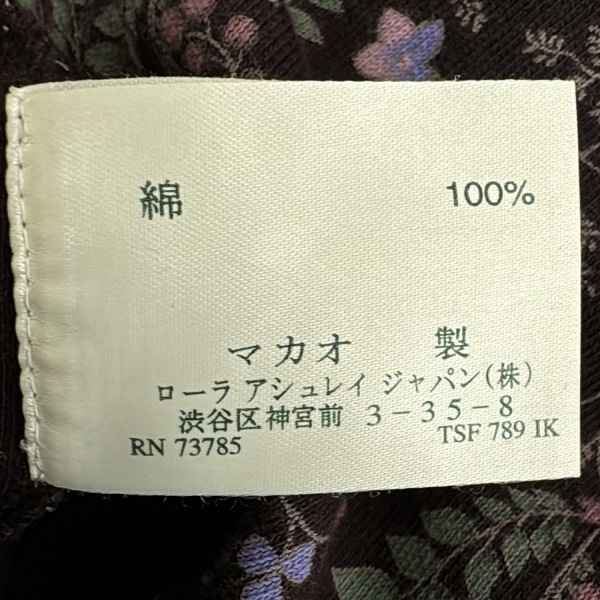 綿 100%
マカオ 製
ローラ アシュレイ ジャパン(株)
渋谷区神宮前 3-35-8
RN 73785 TSF 789 IK